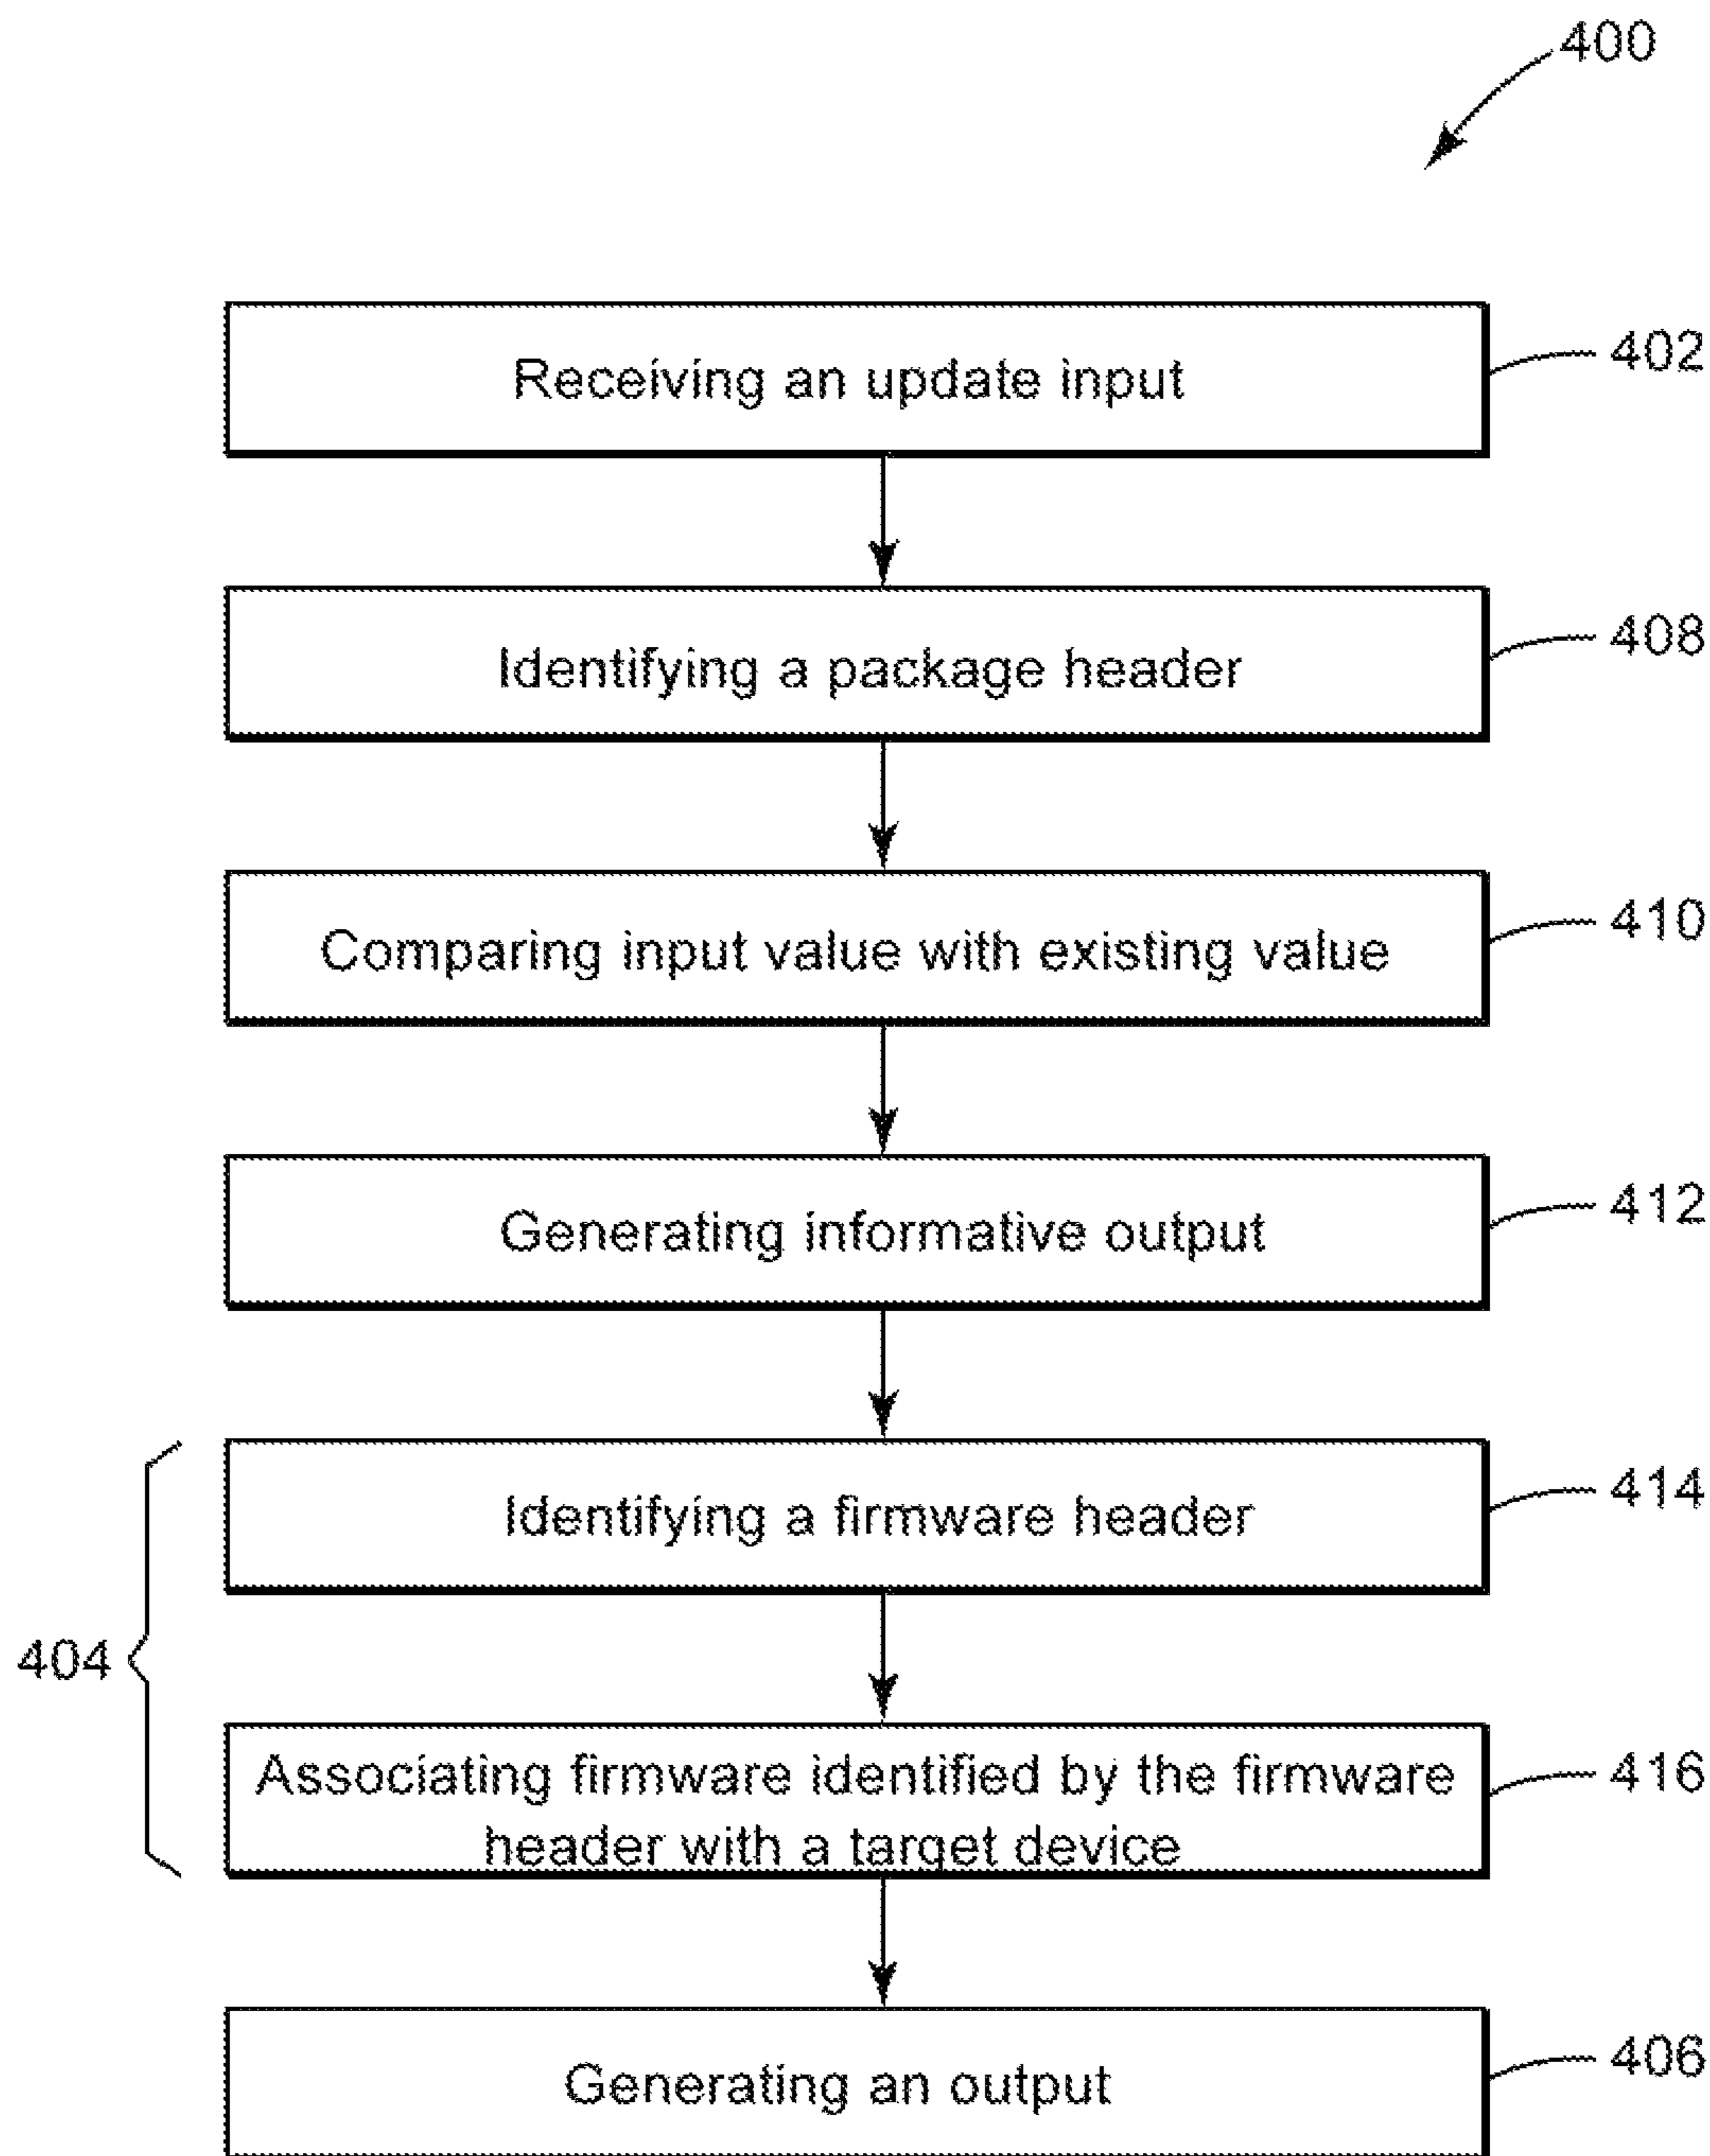 400
Receiving an update input
402
Identifying a package header
408
Comparing input value with existing value
410
Generating informative output
412
Identifying a firmware header
414
404
Associating firmware identified by the firmware
header with a target device
416
Generating an output
406